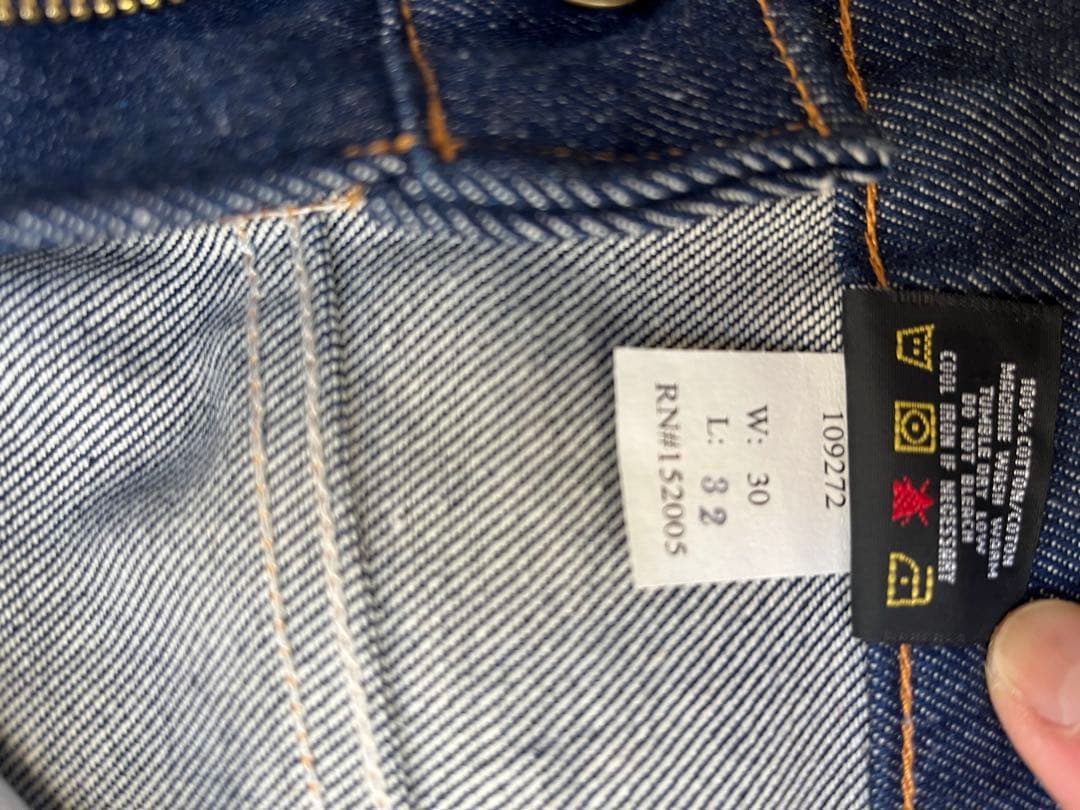 100% COTTON/COTON
MACHINE WASH WARM
TUMBLE DRY LOW
DO NOT BLEACH
COOL IRON IF NECESSARY
109272
W: 30
L: 32
RN#152005